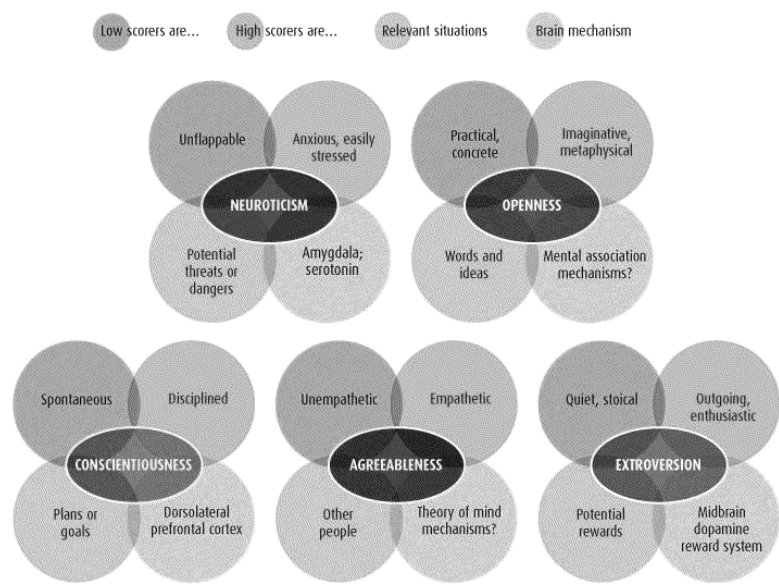 Low scorers are...
High scorers are...
Relevant situations
Brain mechanism
Unflappable
Anxious, easily
stressed
NEUROTICISM
Potential
threats or
dangers
Amygdala;
serotonin
Practical,
concrete
Imaginative,
metaphysical
OPENNESS
Words and
ideas
Mental association
mechanisms?
Spontaneous
Disciplined
CONSCIENTIOUSNESS
Plans or
goals
Dorsolateral
prefrontal cortex
Unempathetic
Empathetic
AGREEABLENESS
Other
people
Theory of mind
mechanisms?
Quiet, stoical
Outgoing,
enthusiastic
EXTROVERSION
Potential
rewards
Midbrain
dopamine
reward system